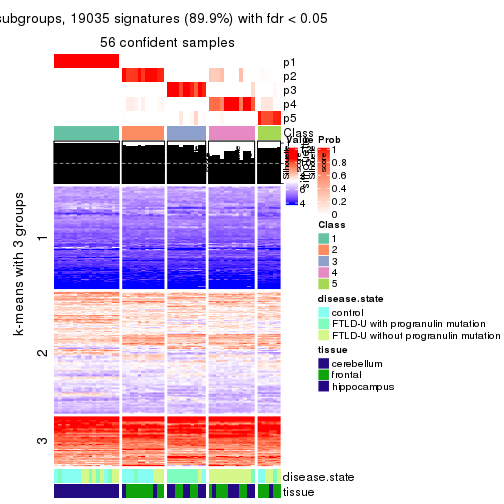 subgroups, 19035 signatures (89.9%) with fdr < 0.05
56 confident samples
p1
p2
p3
p4
p5
Class
Value Prob
1
0.8
6 0.6
0.4
4 0.2
0
Class
1
2
3
4
5
disease.state
control
FTLD-U with progranulin mutation
FTLD-U without progranulin mutation
tissue
cerebellum
frontal
hippocampus
k-means with 3 groups
1
2
3
disease.state
tissue